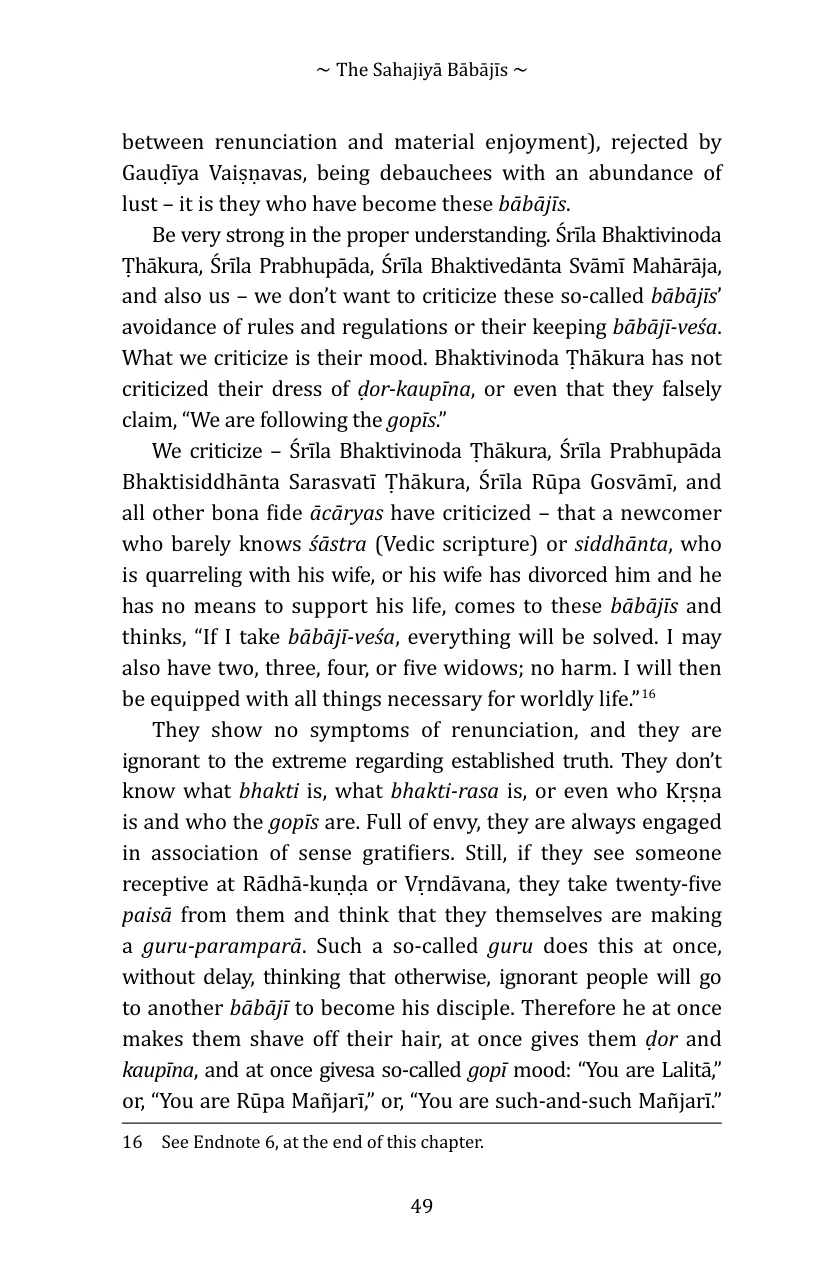 ~ The Sahajiyā Bābājīs ~
between renunciation and material enjoyment), rejected by
Gauḍīya Vaiṣṇavas, being debauchees with an abundance of
lust – it is they who have become these bābājīs.
Be very strong in the proper understanding. Śrīla Bhaktivinoda
Ṭhākura, Śrīla Prabhupāda, Śrīla Bhaktivedānta Svāmī Mahārāja,
and also us – we don’t want to criticize these so-called bābājīs’
avoidance of rules and regulations or their keeping bābājī-veśa.
What we criticize is their mood. Bhaktivinoda Ṭhākura has not
criticized their dress of ḍor-kaupīna, or even that they falsely
claim, “We are following the gopīs.”
We criticize – Śrīla Bhaktivinoda Ṭhākura, Śrīla Prabhupāda
Bhaktisiddhānta Sarasvatī Ṭhākura, Śrīla Rūpa Gosvāmī, and
all other bona fide ācāryas have criticized – that a newcomer
who barely knows śāstra (Vedic scripture) or siddhānta, who
is quarreling with his wife, or his wife has divorced him and he
has no means to support his life, comes to these bābājīs and
thinks, “If I take bābājī-veśa, everything will be solved. I may
also have two, three, four, or five widows; no harm. I will then
be equipped with all things necessary for worldly life.”16
They show no symptoms of renunciation, and they are
ignorant to the extreme regarding established truth. They don’t
know what bhakti is, what bhakti-rasa is, or even who Kṛṣṇa
is and who the gopīs are. Full of envy, they are always engaged
in association of sense gratifiers. Still, if they see someone
receptive at Rādhā-kuṇḍa or Vṛndāvana, they take twenty-five
paisā from them and think that they themselves are making
a guru-paramparā. Such a so-called guru does this at once,
without delay, thinking that otherwise, ignorant people will go
to another bābājī to become his disciple. Therefore he at once
makes them shave off their hair, at once gives them ḍor and
kaupīna, and at once givesa so-called gopī mood: “You are Lalitā,”
or, “You are Rūpa Mañjarī,” or, “You are such-and-such Mañjarī.”
16 See Endnote 6, at the end of this chapter.
49